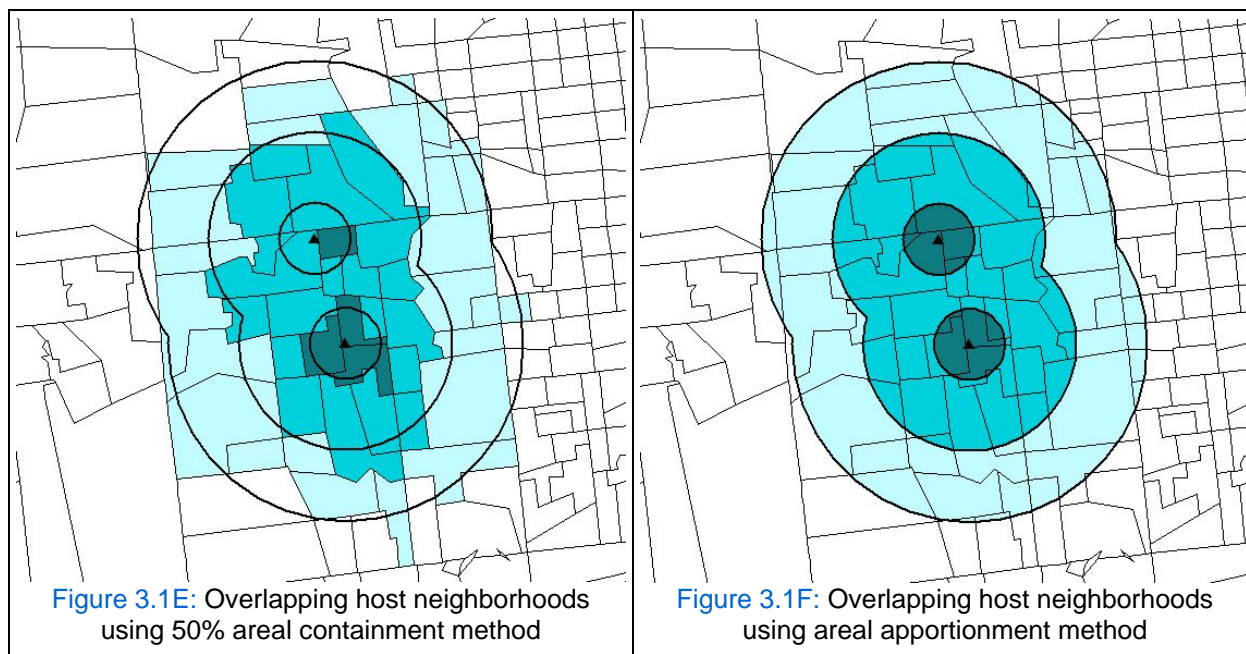 Figure 3.1E: Overlapping host neighborhoods
using 50% areal containment method
Figure 3.1F: Overlapping host neighborhoods
using areal apportionment method